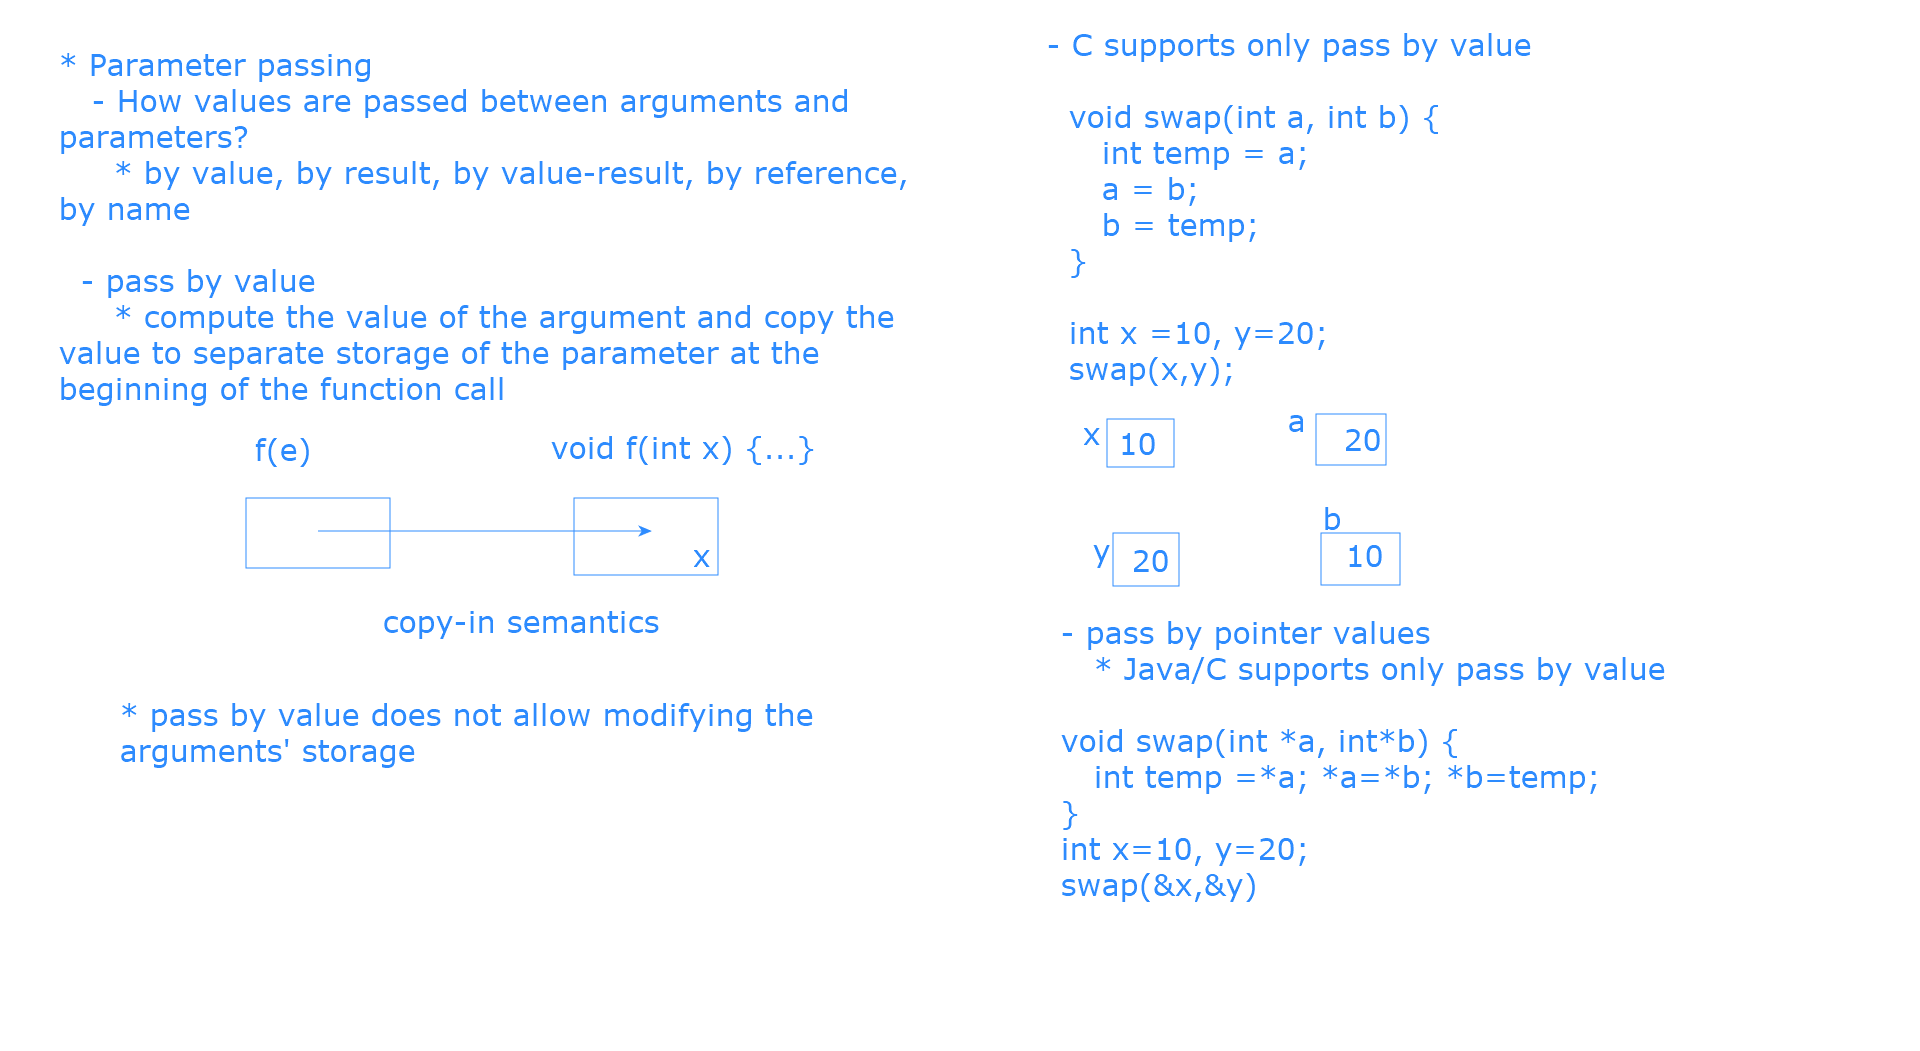 * Parameter passing
- How values are passed between arguments and
parameters?
* by value, by result, by value-result, by reference,
by name
- pass by value
* compute the value of the argument and copy the
value to separate storage of the parameter at the
beginning of the function call
f(e)
void f(int x) {...}
x
copy-in semantics
* pass by value does not allow modifying the
arguments' storage
- C supports only pass by value
void swap(int a, int b) {
int temp = a;
a = b;
b = temp;
}
int x =10, y=20;
swap(x,y);
x 10
a 20
y 20
b
10
- pass by pointer values
* Java/C supports only pass by value
void swap(int *a, int*b) {
int temp =*a; *a=*b; *b=temp;
}
int x=10, y=20;
swap(&x,&y)